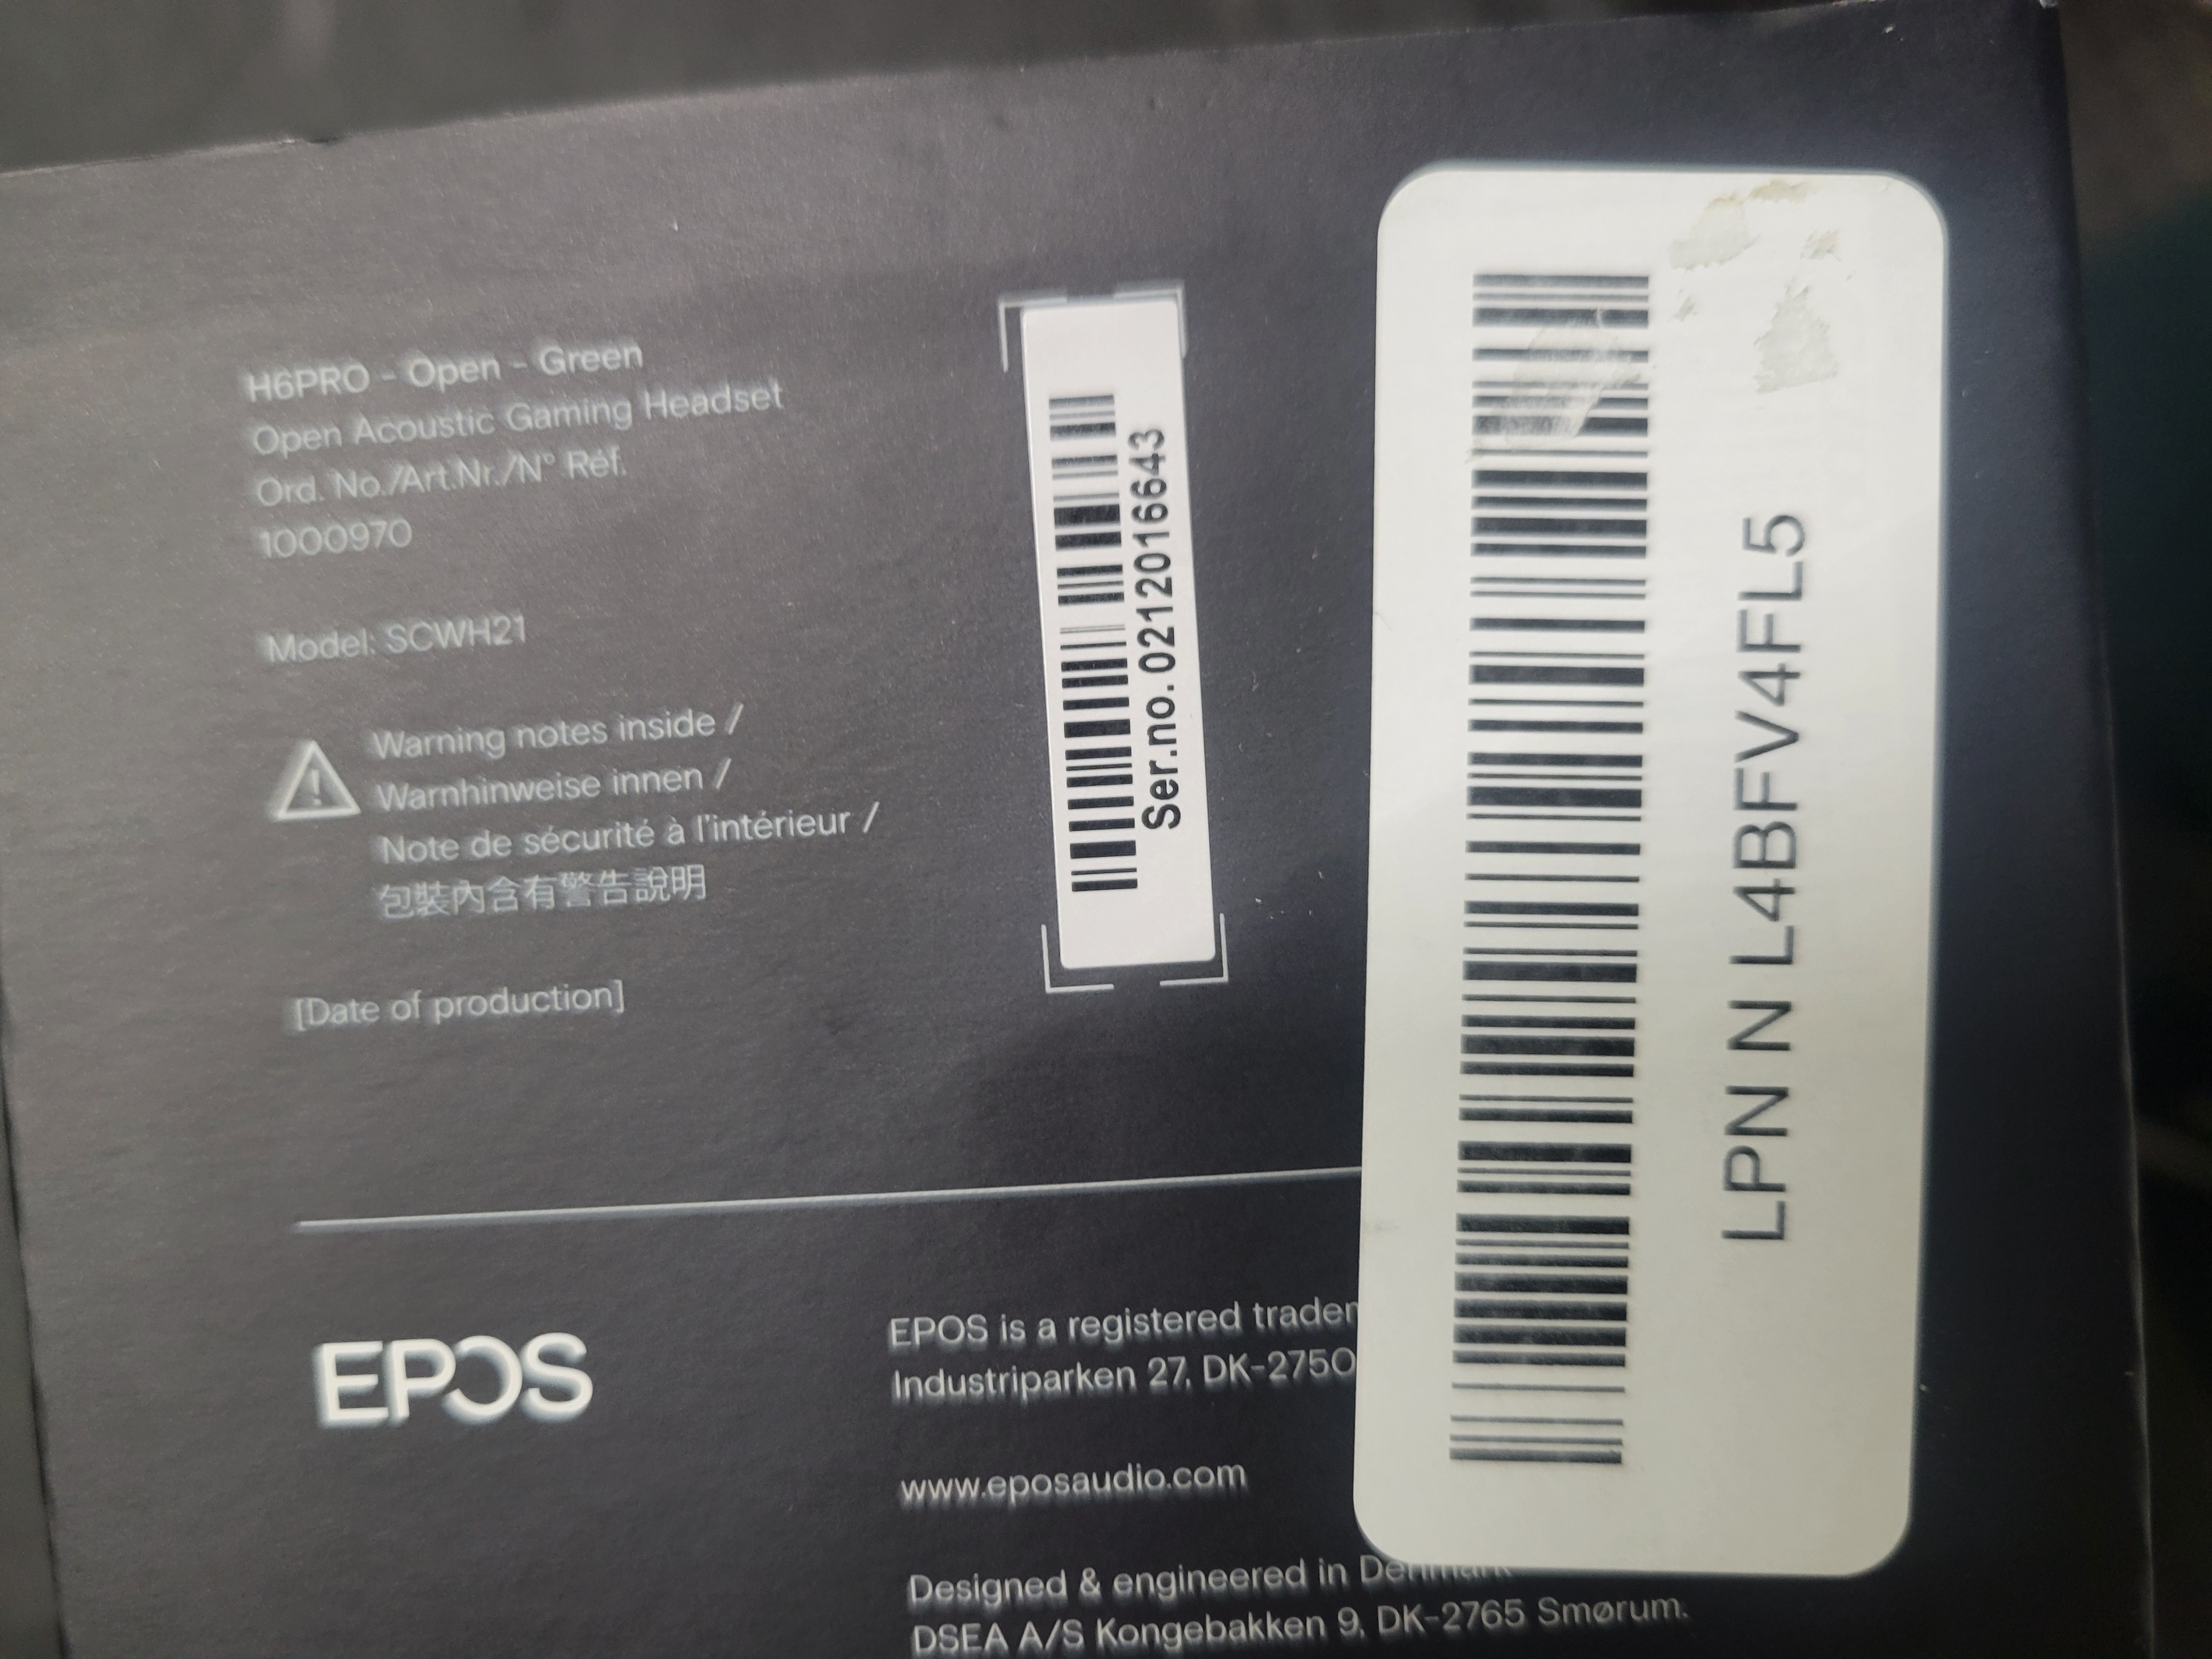 H6PRO - Open - Green
Open Acoustic Gaming Headset
Ord. No./Art.Nr./N° Réf.
1000970
Model: SCWH21
Warning notes inside /
Warnhinweise innen /
Note de sécurité à l'intérieur /
包裝內含有警告說明
[Date of production]
Ser.no. 0212016643
LPN N L4BFV4FL5
EPOS
EPOS is a registered
Industriparken 27, DK-2750
www.eposaudio.com
Designed & engineered in Denmark
DSEA A/S Kongebakken 9, DK-2765 Smørum.